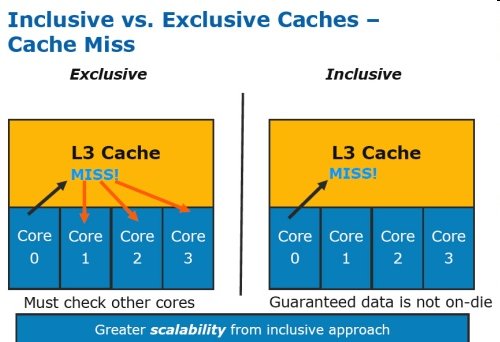 Inclusive vs. Exclusive Caches –
Cache Miss
Exclusive
Inclusive
L3 Cache
MISS!
Core 0
Core 1
Core 2
Core 3
Must check other cores
L3 Cache
MISS!
Core 0
Core 1
Core 2
Core 3
Guaranteed data is not on-die
Greater scalability from inclusive approach